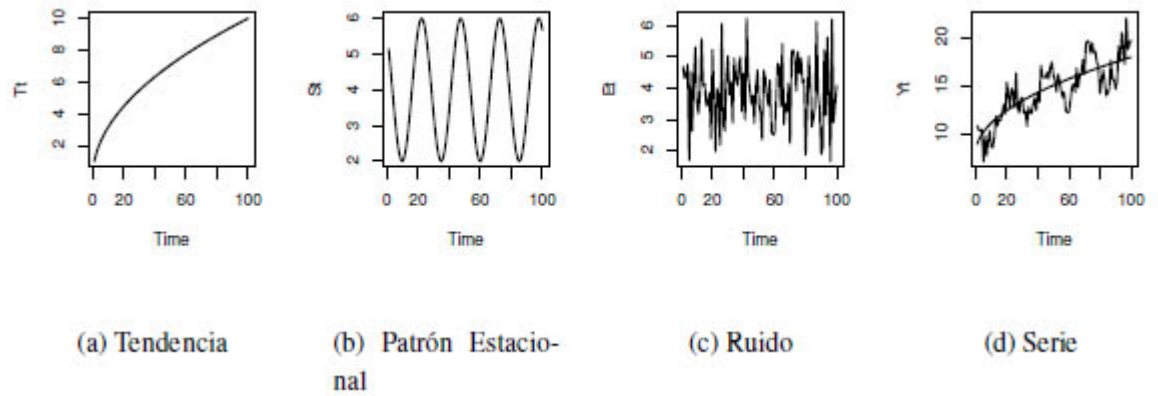 Tt
2 4 6 8 10
0 20 60 100
Time
St
2 3 4 5 6
0 20 60 100
Time
Et
2 3 4 5 6
0 20 60 100
Time
Yt
10 15 20
0 20 60 100
Time
(a) Tendencia
(b) Patrón Estacio-
nal
(c) Ruido
(d) Serie